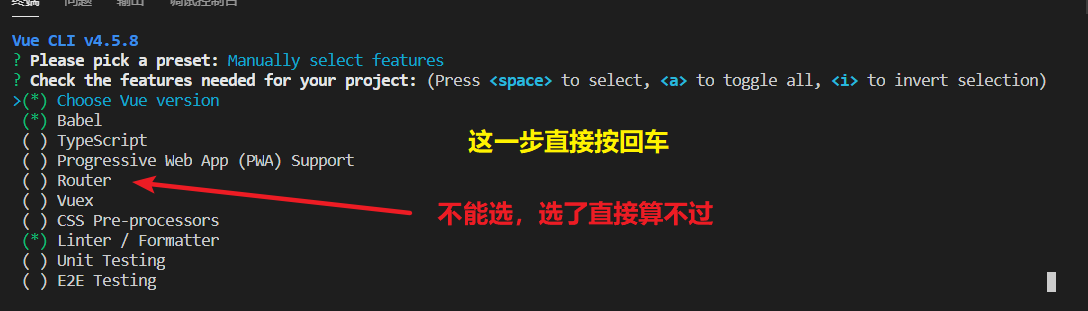 终端 问题 输出 调试控制台
Vue CLI v4.5.8
? Please pick a preset: Manually select features
? Check the features needed for your project: (Press <space> to select, <a> to toggle all, <i> to invert selection)
>(*) Choose Vue version
(*) Babel
( ) TypeScript
( ) Progressive Web App (PWA) Support
( ) Router
( ) Vuex
( ) CSS Pre-processors
(*) Linter / Formatter
( ) Unit Testing
( ) E2E Testing
这一步直接按回车
不能选，选了直接算不过